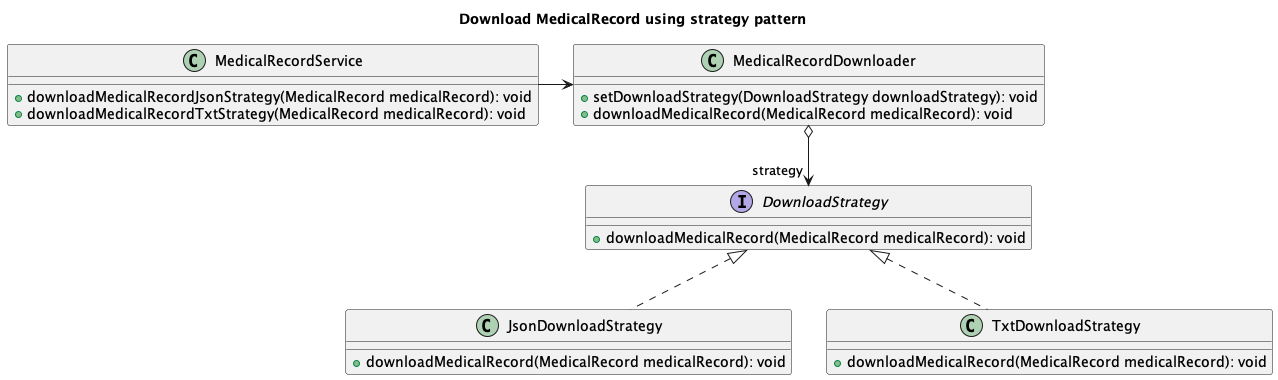 Download MedicalRecord using strategy pattern
C MedicalRecordService
downloadMedicalRecordJsonStrategy(MedicalRecord medicalRecord): void
downloadMedicalRecordTxtStrategy(MedicalRecord medicalRecord): void
C MedicalRecordDownloader
setDownloadStrategy(DownloadStrategy downloadStrategy): void
downloadMedicalRecord(MedicalRecord medicalRecord): void
strategy
I DownloadStrategy
downloadMedicalRecord(MedicalRecord medicalRecord): void
C JsonDownloadStrategy
downloadMedicalRecord(MedicalRecord medicalRecord): void
C TxtDownloadStrategy
downloadMedicalRecord(MedicalRecord medicalRecord): void